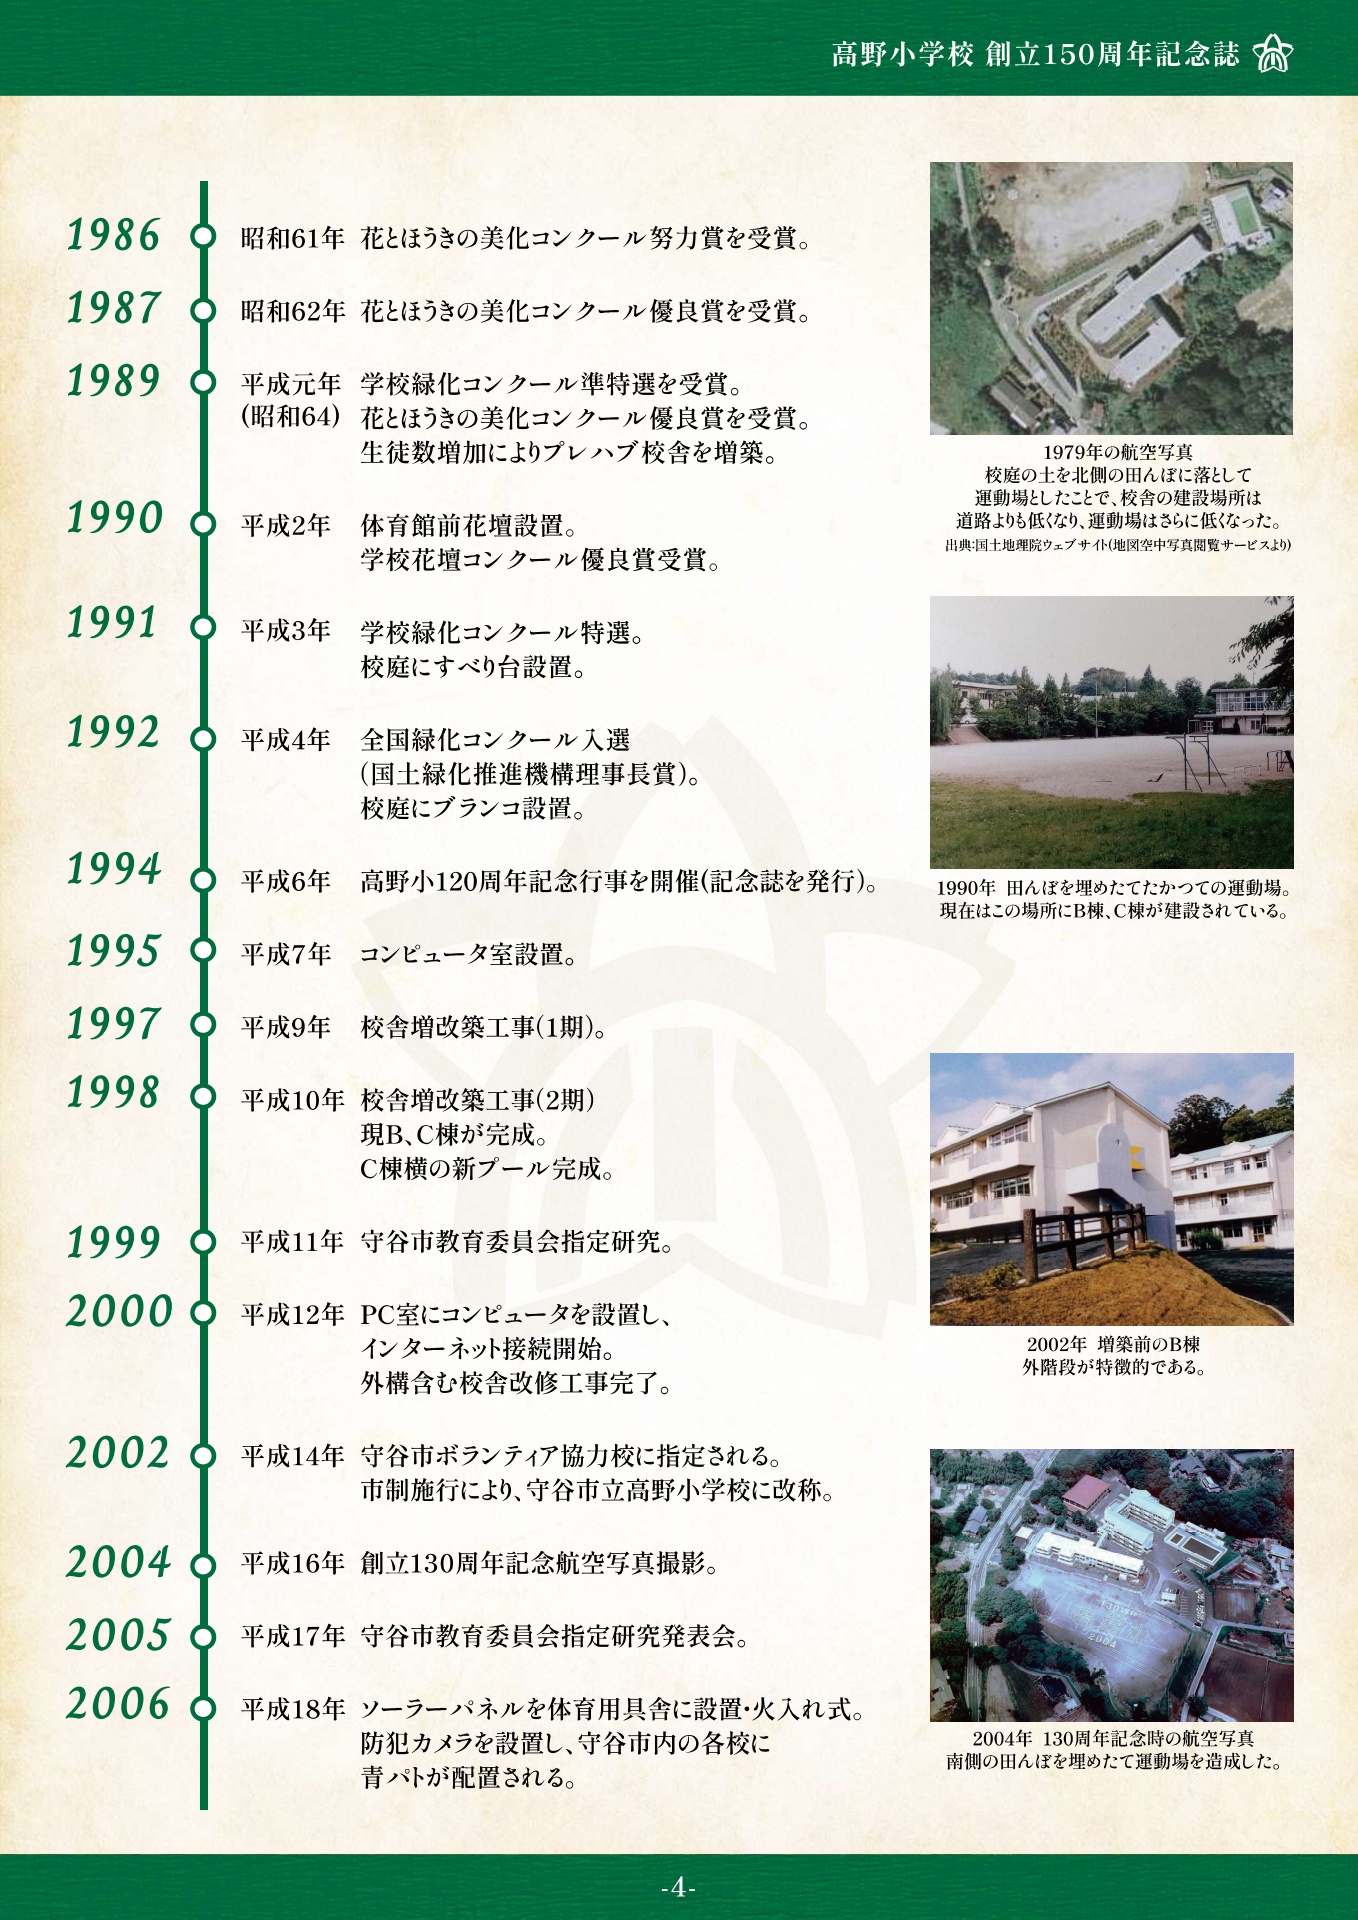 高野小学校 創立150周年記念誌
1986 昭和61年 花とほうきの美化コンクール努力賞を受賞。
1987 昭和62年 花とほうきの美化コンクール優良賞を受賞。
1989 平成元年 学校緑化コンクール準特選を受賞。
(昭和64) 花とほうきの美化コンクール優良賞を受賞。
生徒数増加によりプレハブ校舎を増築。
1990 平成2年 体育館前花壇設置。
学校花壇コンクール優良賞受賞。
1991 平成3年 学校緑化コンクール特選。
校庭にすべり台設置。
1992 平成4年 全国緑化コンクール入選
(国土緑化推進機構理事長賞)。
校庭にブランコ設置。
1994 平成6年 高野小120周年記念行事を開催(記念誌を発行)。
1995 平成7年 コンピュータ室設置。
1997 平成9年 校舎増改築工事(1期)。
1998 平成10年 校舎増改築工事(2期)
現B、C棟が完成。
C棟横の新プール完成。
1999 平成11年 守谷市教育委員会指定研究。
2000 平成12年 PC室にコンピュータを設置し、
インターネット接続開始。
外構含む校舎改修工事完了。
2002 平成14年 守谷市ボランティア協力校に指定される。
市制施行により、守谷市立高野小学校に改称。
2004 平成16年 創立130周年記念航空写真撮影。
2005 平成17年 守谷市教育委員会指定研究発表会。
2006 平成18年 ソーラーパネルを体育用具舎に設置・火入れ式。
防犯カメラを設置し、守谷市内の各校に
青パトが配置される。
1979年の航空写真
校庭の土を北側の田んぼに落として
運動場としたことで、校舎の建設場所は
道路よりも低くなり、運動場はさらに低くなった。
出典:国土地理院ウェブサイト(地図空中写真閲覧サービスより)
1990年 田んぼを埋めたてたかつての運動場。
現在はこの場所にB棟、C棟が建設されている。
2002年 増築前のB棟
外階段が特徴的である。
2004
2004年 130周年記念時の航空写真
南側の田んぼを埋めたて運動場を造成した。
-4-